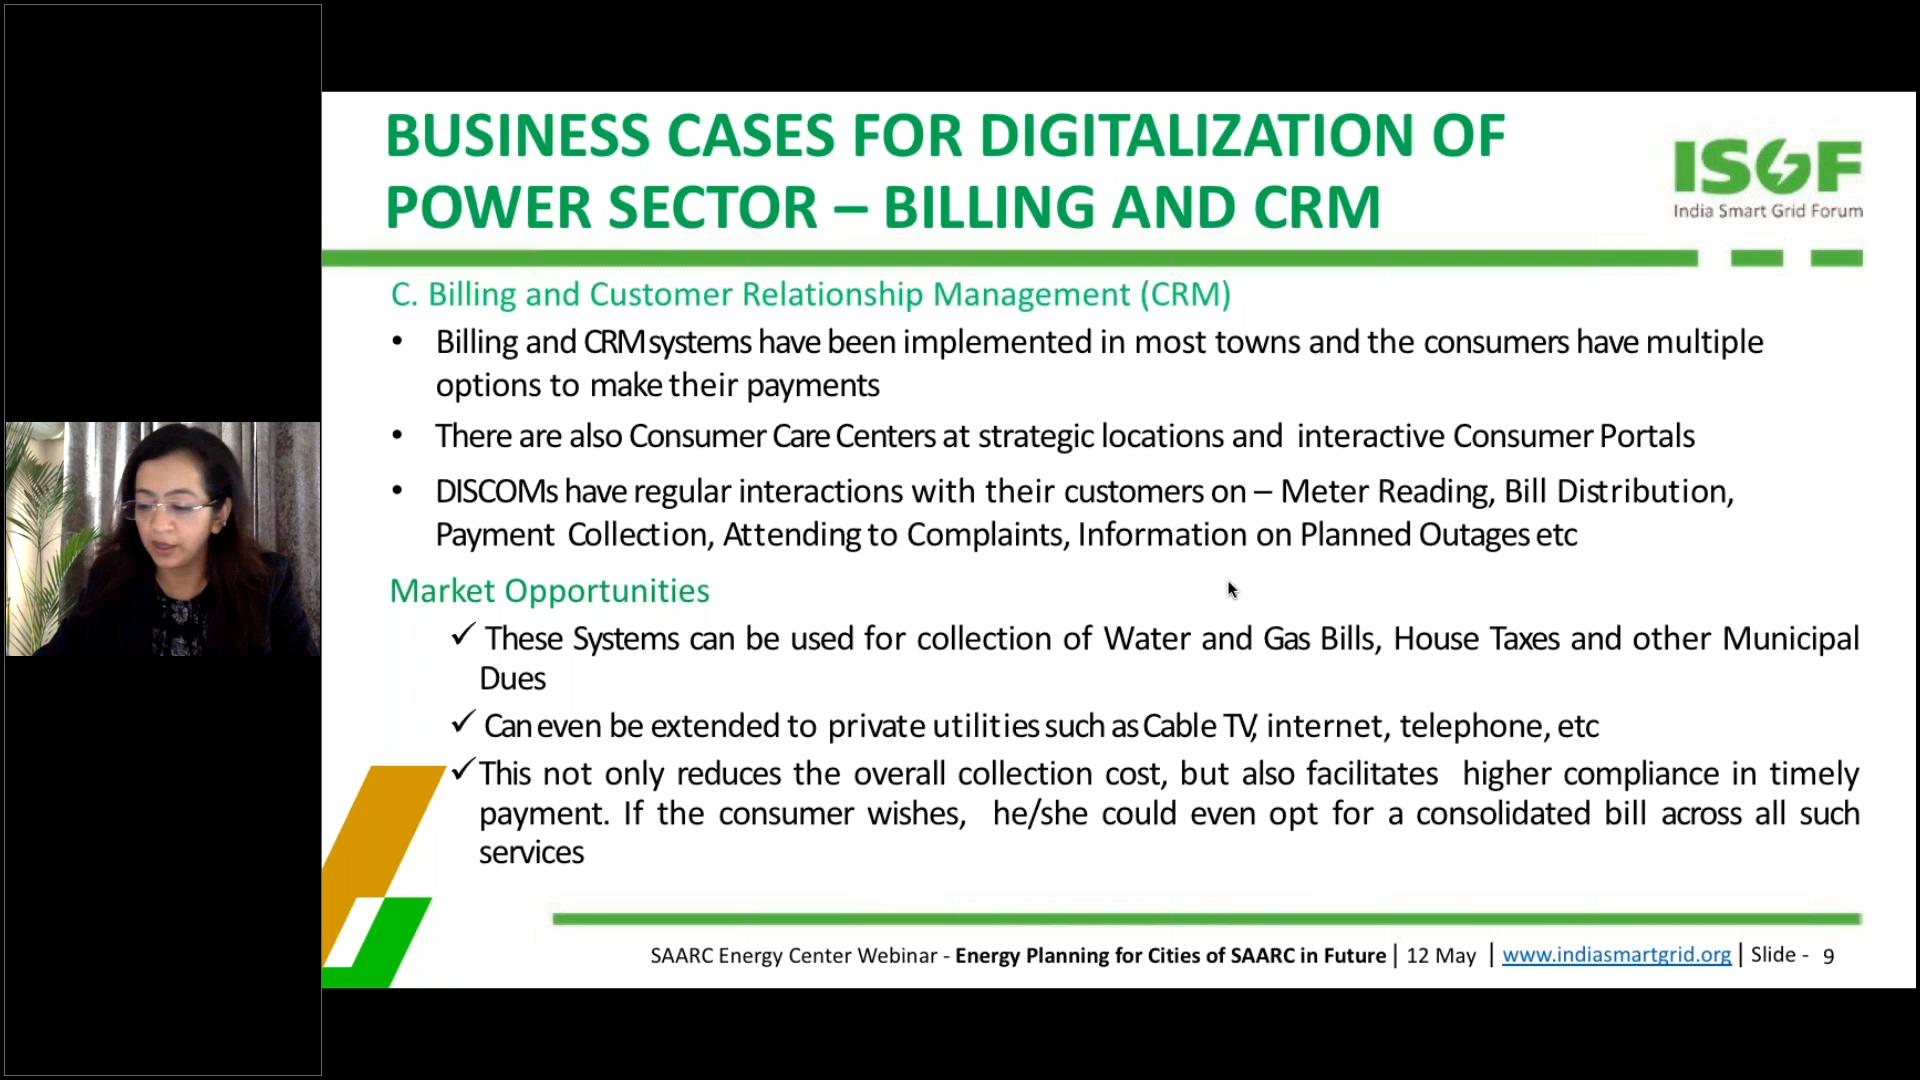 BUSINESS CASES FOR DIGITALIZATION OF
POWER SECTOR – BILLING AND CRM
ISGF
India Smart Grid Forum
C. Billing and Customer Relationship Management (CRM)
• Billing and CRM systems have been implemented in most towns and the consumers have multiple
options to make their payments
• There are also Consumer Care Centers at strategic locations and interactive Consumer Portals
• DISCOMs have regular interactions with their customers on – Meter Reading, Bill Distribution,
Payment Collection, Attending to Complaints, Information on Planned Outages etc
Market Opportunities
✓ These Systems can be used for collection of Water and Gas Bills, House Taxes and other Municipal
Dues
✓ Can even be extended to private utilities such as Cable TV, internet, telephone, etc
✓ This not only reduces the overall collection cost, but also facilitates higher compliance in timely
payment. If the consumer wishes, he/she could even opt for a consolidated bill across all such
services
SAARC Energy Center Webinar - Energy Planning for Cities of SAARC in Future | 12 May | www.indiasmartgrid.org | Slide - 9